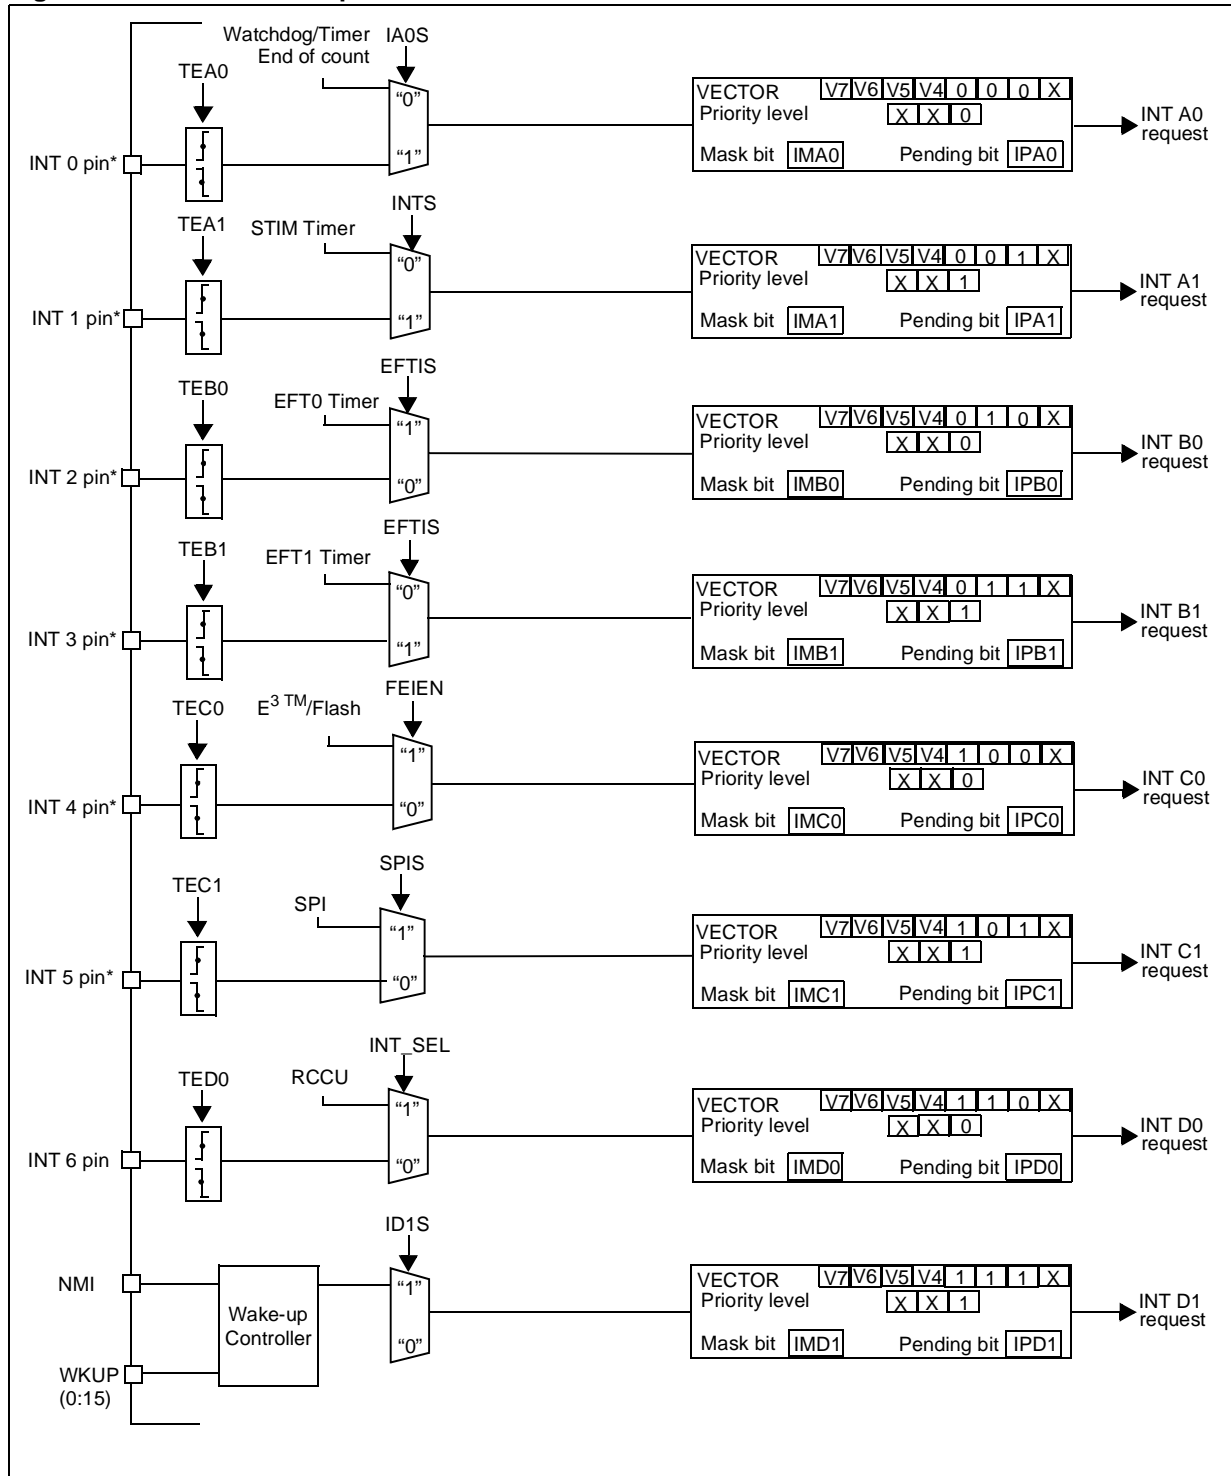 Watchdog/Timer IA0S
End of count
TEA0
"0"
"1"
INT 0 pin*
VECTOR V7 V6 V5 V4 0 0 0 X
Priority level X X 0
Mask bit IMA0 Pending bit IPA0
INT A0
request
INTS
TEA1
STIM Timer
"0"
"1"
INT 1 pin*
VECTOR V7 V6 V5 V4 0 0 1 X
Priority level X X 1
Mask bit IMA1 Pending bit IPA1
INT A1
request
EFTIS
TEB0
EFT0 Timer
"1"
"0"
INT 2 pin*
VECTOR V7 V6 V5 V4 0 1 0 X
Priority level X X 0
Mask bit IMB0 Pending bit IPB0
INT B0
request
EFTIS
TEB1
EFT1 Timer
"0"
"1"
INT 3 pin*
VECTOR V7 V6 V5 V4 0 1 1 X
Priority level X X 1
Mask bit IMB1 Pending bit IPB1
INT B1
request
FEIEN
TEC0
E3 TM/Flash
"1"
"0"
INT 4 pin*
VECTOR V7 V6 V5 V4 1 0 0 X
Priority level X X 0
Mask bit IMC0 Pending bit IPC0
INT C0
request
SPIS
TEC1
SPI
"1"
"0"
INT 5 pin*
VECTOR V7 V6 V5 V4 1 0 1 X
Priority level X X 1
Mask bit IMC1 Pending bit IPC1
INT C1
request
INT_SEL
TED0
RCCU
"1"
"0"
INT 6 pin
VECTOR V7 V6 V5 V4 1 1 0 X
Priority level X X 0
Mask bit IMD0 Pending bit IPD0
INT D0
request
ID1S
NMI
Wake-up
Controller
"1"
"0"
WKUP
(0:15)
VECTOR V7 V6 V5 V4 1 1 1 X
Priority level X X 1
Mask bit IMD1 Pending bit IPD1
INT D1
request